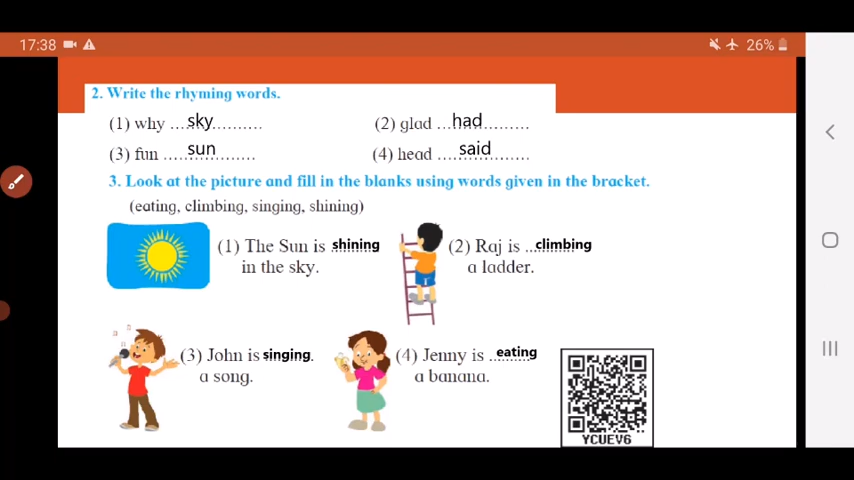 17:38 26%
2. Write the rhyming words.
(1) why ...sky.......... (2) glad ...had..........
(3) fun ....sun.......... (4) head ....said..........
3. Look at the picture and fill in the blanks using words given in the bracket.
(eating, climbing, singing, shining)
(1) The Sun is shining
in the sky.
(2) Raj is ...climbing
a ladder.
(3) John is singing.
a song.
(4) Jenny is ..eating
a banana.
YCUEV6